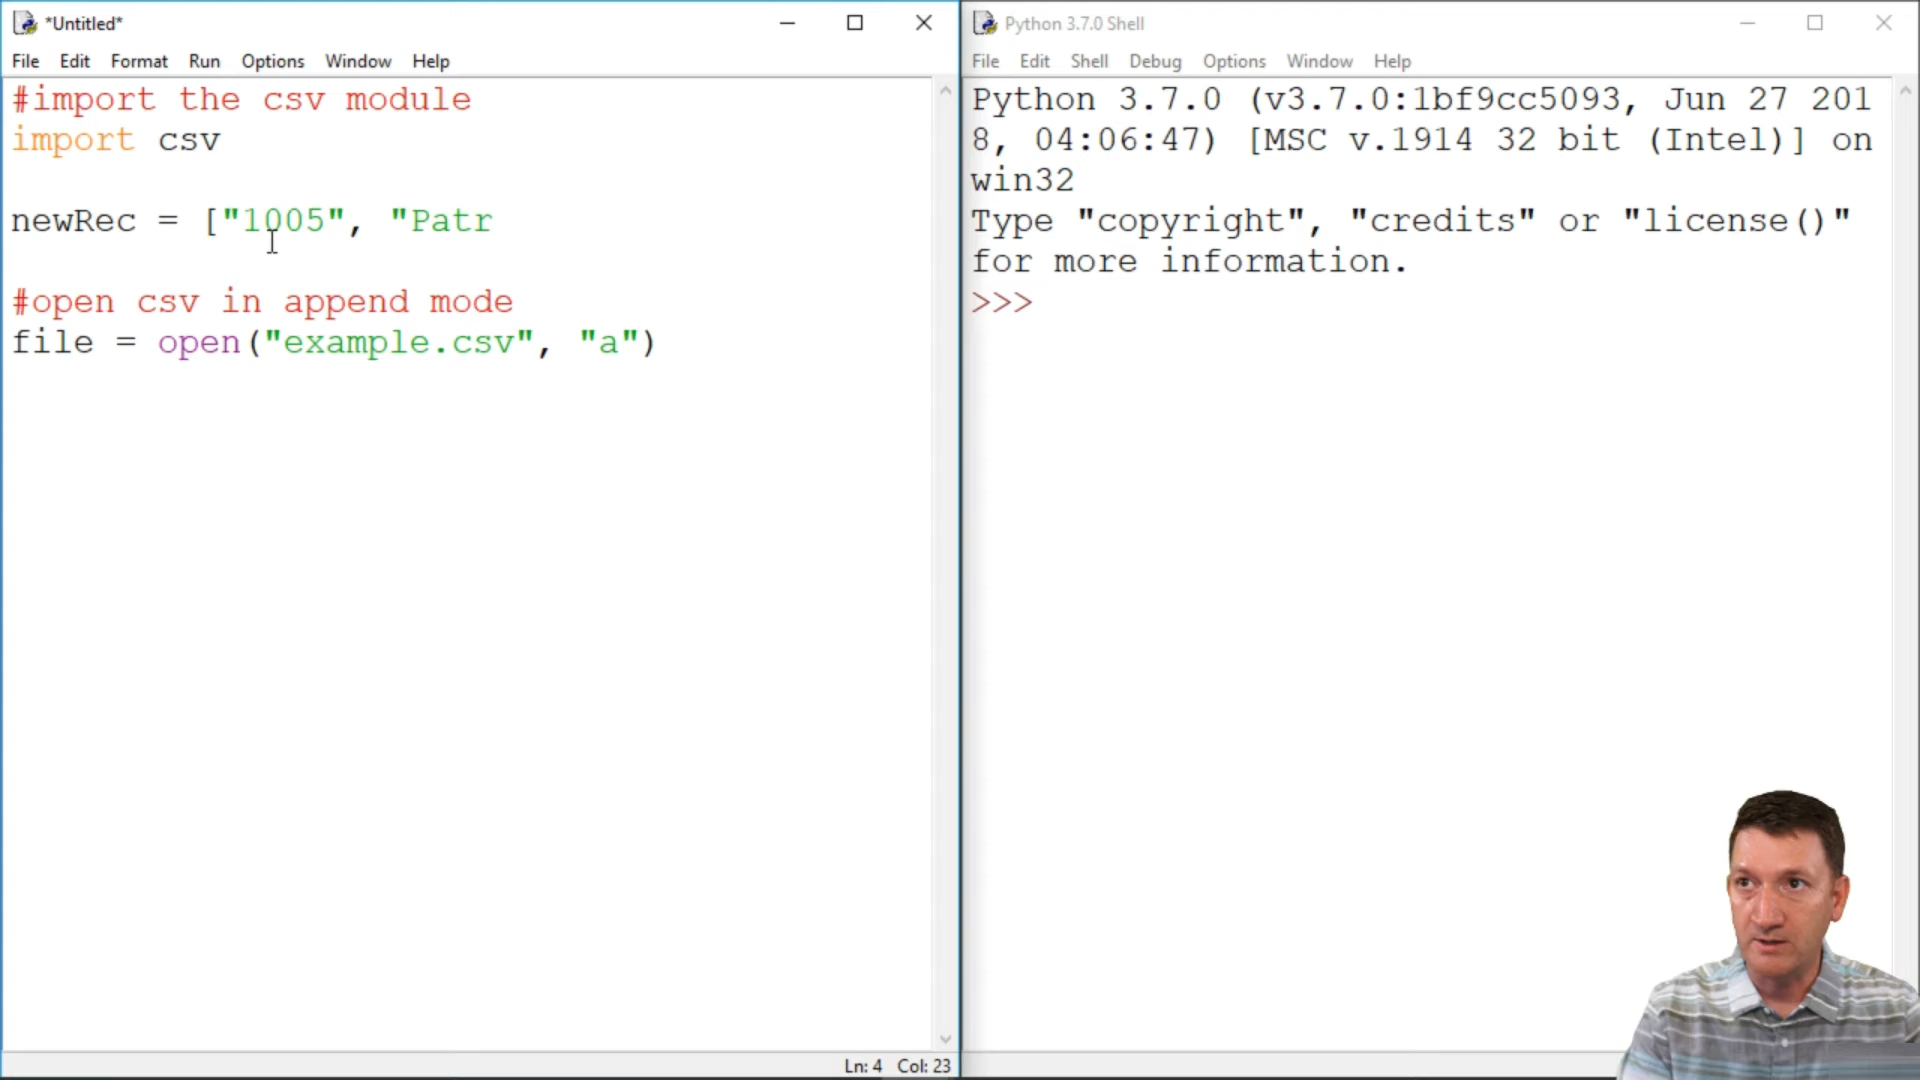 *Untitled*
File Edit Format Run Options Window Help
#import the csv module
import csv
newRec = ["1005", "Patr
#open csv in append mode
file = open("example.csv", "a")
Ln: 4 Col: 23
Python 3.7.0 Shell
File Edit Shell Debug Options Window Help
Python 3.7.0 (v3.7.0:1bf9cc5093, Jun 27 201
8, 04:06:47) [MSC v.1914 32 bit (Intel)] on
win32
Type "copyright", "credits" or "license()"
for more information.
>>>